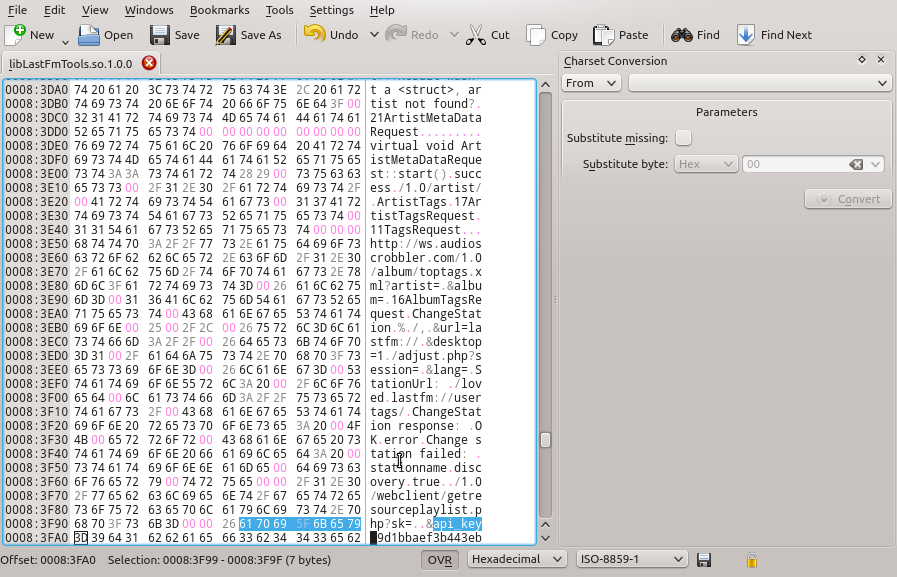 File Edit View Windows Bookmarks Tools Settings Help
New Open Save Save As Undo Redo Cut Copy Paste Find Find Next
libLastFmTools.so.1.0.0
0008:3DA0 74 20 61 20 3C 73 74 72 75 63 74 3E 2C 20 61 72 t a <struct>, ar
0008:3DB0 74 69 73 74 20 6E 6F 74 20 66 6F 75 6E 64 3F 00 tist not found?.
0008:3DC0 32 31 41 72 74 69 73 74 4D 65 74 61 44 61 74 61 21ArtistMetaData
0008:3DD0 52 65 71 75 65 73 74 00 00 00 00 00 00 00 00 00 Request.........
0008:3DE0 76 69 72 74 75 61 6C 20 76 6F 69 64 20 41 72 74 virtual void Art
0008:3DF0 69 73 74 4D 65 74 61 44 61 74 61 52 65 71 75 65 istMetaDataReque
0008:3E00 73 74 3A 3A 73 74 61 72 74 28 29 00 73 75 63 63 st::start().succ
0008:3E10 65 73 73 00 2F 31 2E 30 2F 61 72 74 69 73 74 2F ess./1.0/artist/
0008:3E20 00 41 72 74 69 73 74 54 61 67 73 00 31 37 41 72 .ArtistTags.17Ar
0008:3E30 74 69 73 74 54 61 67 73 52 65 71 75 65 73 74 00 tistTagsRequest.
0008:3E40 31 31 54 61 67 73 52 65 71 75 65 73 74 00 00 00 11TagsRequest...
0008:3E50 68 74 74 70 3A 2F 2F 77 73 2E 61 75 64 69 6F 73 http://ws.audios
0008:3E60 63 72 6F 62 62 6C 65 72 2E 63 6F 6D 2F 31 2E 30 crobbler.com/1.0
0008:3E70 2F 61 6C 62 75 6D 2F 74 6F 70 74 61 67 73 2E 78 /album/toptags.x
0008:3E80 6D 6C 3F 61 72 74 69 73 74 3D 00 26 61 6C 62 75 ml?artist=.&albu
0008:3E90 6D 3D 00 31 36 41 6C 62 75 6D 54 61 67 73 52 65 m=.16AlbumTagsRe
0008:3EA0 71 75 65 73 74 00 43 68 61 6E 67 65 53 74 61 74 quest.ChangeStat
0008:3EB0 69 6F 6E 00 25 00 2F 2C 00 26 75 72 6C 3D 6C 61 ion.%./,.&url=la
0008:3EC0 73 74 66 6D 3A 2F 2F 00 26 64 65 73 6B 74 6F 70 stfm://.&desktop
0008:3ED0 3D 31 00 2F 61 64 6A 75 73 74 2E 70 68 70 3F 73 =1./adjust.php?s
0008:3EE0 65 73 73 69 6F 6E 3D 00 26 6C 61 6E 67 3D 00 53 ession=.&lang=.S
0008:3EF0 74 61 74 69 6F 6E 55 72 6C 3A 20 00 2F 6C 6F 76 tationUrl: ./lov
0008:3F00 65 64 00 6C 61 73 74 66 6D 3A 2F 2F 75 73 65 72 ed.lastfm://user
0008:3F10 74 61 67 73 2F 00 43 68 61 6E 67 65 53 74 61 74 tags/.ChangeStat
0008:3F20 69 6F 6E 20 72 65 73 70 6F 6E 73 65 3A 20 00 4F ion response: .O
0008:3F30 4B 00 65 72 72 6F 72 00 43 68 61 6E 67 65 20 73 K.error.Change s
0008:3F40 74 61 74 69 6F 6E 20 66 61 69 6C 65 64 3A 20 00 tation failed: .
0008:3F50 73 74 61 74 69 6F 6E 6E 61 6D 65 00 64 69 73 63 stationname.disc
0008:3F60 6F 76 65 72 79 00 74 72 75 65 00 00 2F 31 2E 30 overy.true../1.0
0008:3F70 2F 77 65 62 63 6C 69 65 6E 74 2F 67 65 74 72 65 /webclient/getre
0008:3F80 73 6F 75 72 63 65 70 6C 61 79 6C 69 73 74 2E 70 sourceplaylist.p
0008:3F90 68 70 3F 73 6B 3D 00 00 26 61 70 69 5F 6B 65 79 hp?sk=..&api_key
0008:3FA0 3D 39 64 31 62 62 61 65 66 33 62 34 34 33 65 62 9d1bbaef3b443eb
Charset Conversion
From
Parameters
Substitute missing:
Substitute byte: Hex 00
Convert
Offset: 0008:3FA0 Selection: 0008:3F99 - 0008:3F9F (7 bytes) OVR Hexadecimal ISO-8859-1